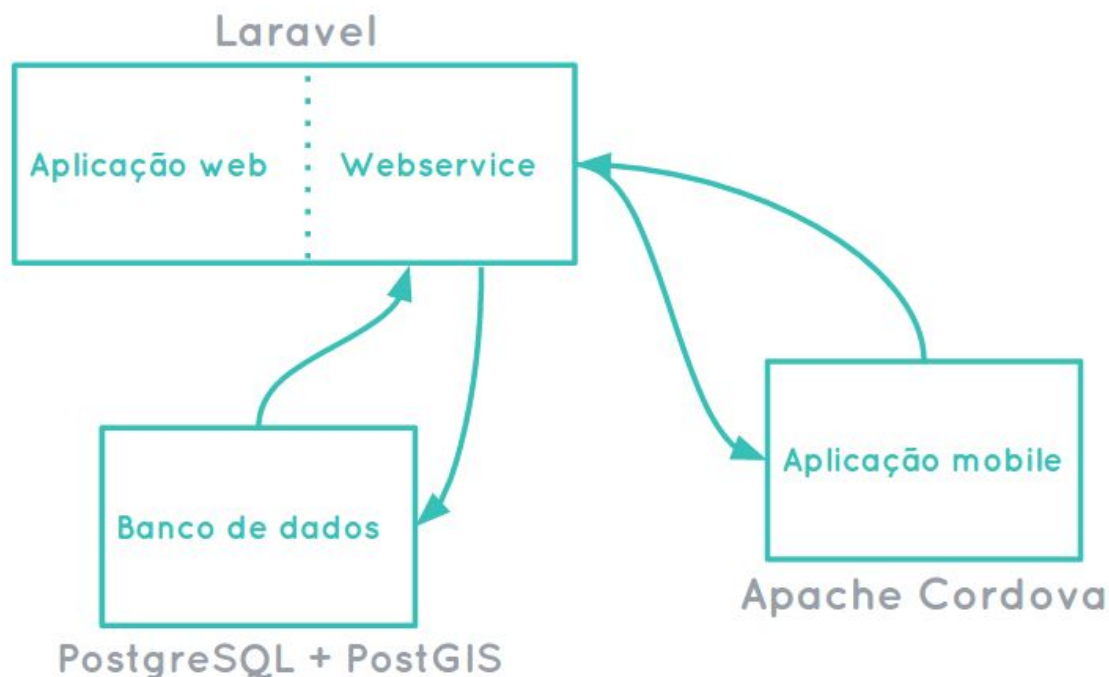 Laravel
Aplicação web
Webservice
Aplicação mobile
Banco de dados
Apache Cordova
PostgreSQL + PostGIS